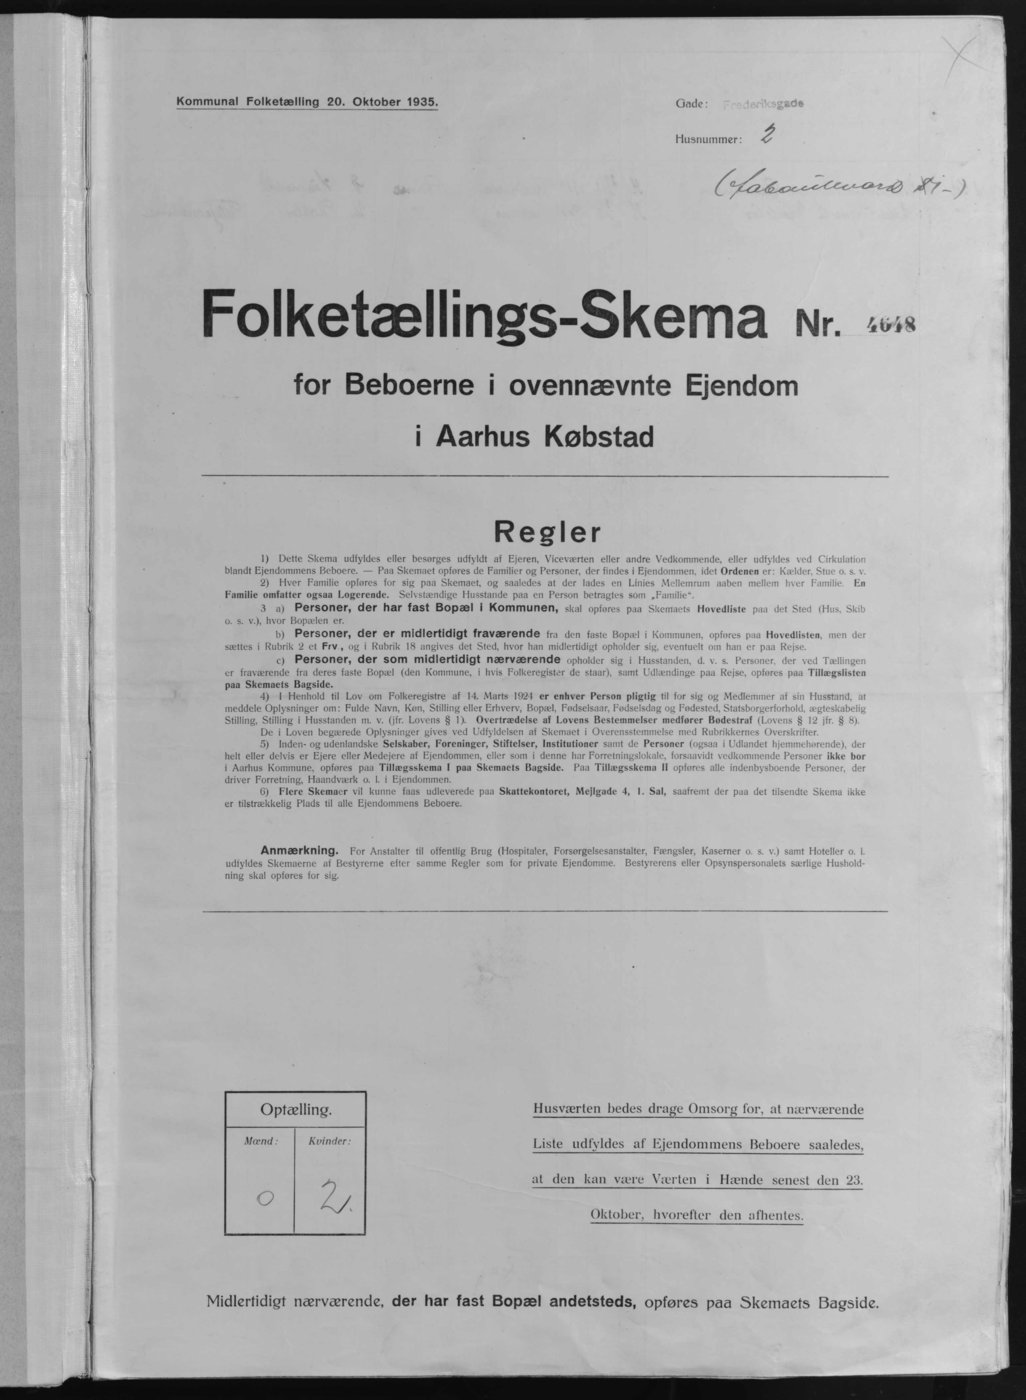 Kommunal Folketælling 20. Oktober 1935.
Gade: Frederiksgade
Husnummer: 2
Folketællings-Skema Nr. 4648
for Beboerne i ovennævnte Ejendom
i Aarhus Købstad
Regler
1) Dette Skema udfyldes eller besørges udfyldt af Ejeren, Viceværten eller andre Vedkommende, eller udfyldes ved Cirkulation
blandt Ejendommens Beboere. — Paa Skemaet opføres de Familier og Personer, der findes i Ejendommen, idet Ordenen er: Kælder, Stue o. s. v.
2) Hver Familie opføres for sig paa Skemaet, og saaledes at der lades en Linies Mellemrum aaben mellem hver Familie. En
Familie omfatter ogsaa Logerende. Selvstændige Husstande paa en Person betragtes som „Familie“.
3 a) Personer, der har fast Bopæl i Kommunen, skal opføres paa Skemaets Hovedliste paa det Sted (Hus, Skib
o. s. v.), hvor Bopælen er.
b) Personer, der er midlertidigt fraværende fra den faste Bopæl i Kommunen, opføres paa Hovedlisten, men der
sættes i Rubrik 2 et Frv., og i Rubrik 18 angives det Sted, hvor han midlertidigt opholder sig, eventuelt om han er paa Rejse.
c) Personer, der som midlertidigt nærværende opholder sig i Husstanden, d. v. s. Personer, der ved Tællingen
er fraværende fra deres faste Bopæl (den Kommune, i hvis Folkeregister de staar), samt Udlændinge paa Rejse, opføres paa Tillægslisten
paa Skemaets Bagside.
4) I Henhold til Lov om Folkeregistre af 14. Marts 1924 er enhver Person pligtig til for sig og Medlemmer af sin Husstand, at
meddele Oplysninger om: Fulde Navn, Køn, Stilling eller Erhverv, Bopæl, Fødselsaar, Fødselsdag og Fødested, Statsborgerforhold, ægteskabelig
Stilling, Stilling i Husstanden m. v. (jfr. Lovens § 1). Overtrædelse af Lovens Bestemmelser medfører Bødestraf (Lovens § 12 jfr. § 8).
De i Loven begærede Oplysninger gives ved Udfyldelsen af Skemaet i Overensstemmelse med Rubrikkernes Overskrifter.
5) Inden- og udenlandske Selskaber, Foreninger, Stiftelser, Institutioner samt de Personer (ogsaa i Udlandet hjemmehørende), der
helt eller delvis er Ejere eller Medejere af Ejendommen, eller som i denne har Forretningslokale, forsaavidt vedkommende Personer ikke bor
i Aarhus Kommune, opføres paa Tillægsskema I paa Skemaets Bagside. Paa Tillægsskema II opføres alle indenbysboende Personer, der
driver Forretning, Haandværk o. l. i Ejendommen.
6) Flere Skemaer vil kunne faas udleverede paa Skattekontoret, Mejlgade 4, 1. Sal, saafremt der paa det tilsendte Skema ikke
er tilstrækkelig Plads til alle Ejendommens Beboere.
Anmærkning. For Anstalter til offentlig Brug (Hospitaler, Forsørgelsesanstalter, Fængsler, Kaserner o. s. v.) samt Hoteller o. l.
udfyldes Skemaerne af Bestyrerne efter samme Regler som for private Ejendomme. Bestyrerens eller Opsynspersonalets særlige Hushold-
ning skal opføres for sig.
Optælling.
Mænd: Kvinder:
0 2.
Husværten bedes drage Omsorg for, at nærværende
Liste udfyldes af Ejendommens Beboere saaledes,
at den kan være Værten i Hænde senest den 23.
Oktober, hvorefter den afhentes.
Midlertidigt nærværende, der har fast Bopæl andetsteds, opføres paa Skemaets Bagside.